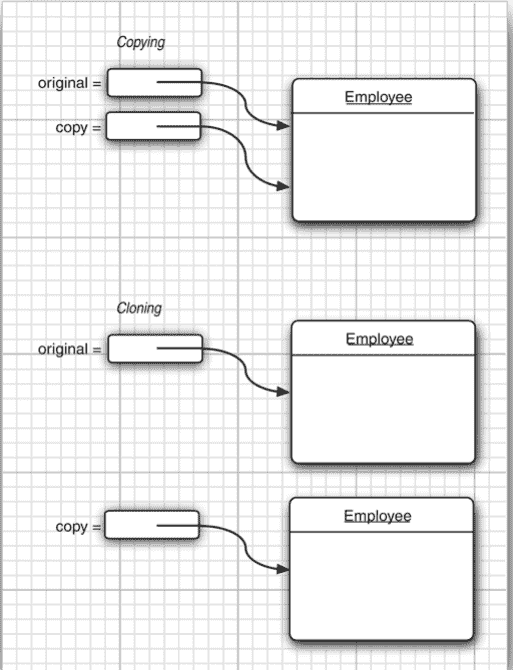 Copying
original =
Employee
copy =
Cloning
original =
Employee
copy =
Employee